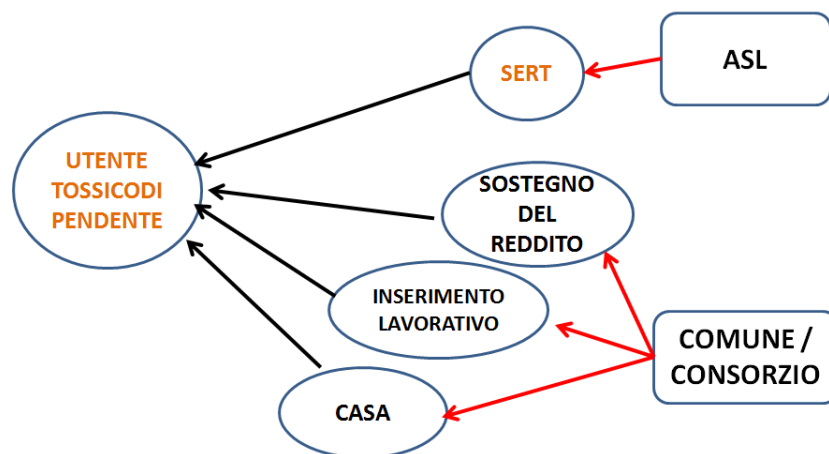 SERT
ASL
UTENTE
TOSSICODI
PENDENTE
SOSTEGNO
DEL
REDDITO
INSERIMENTO
LAVORATIVO
COMUNE /
CONSORZIO
CASA